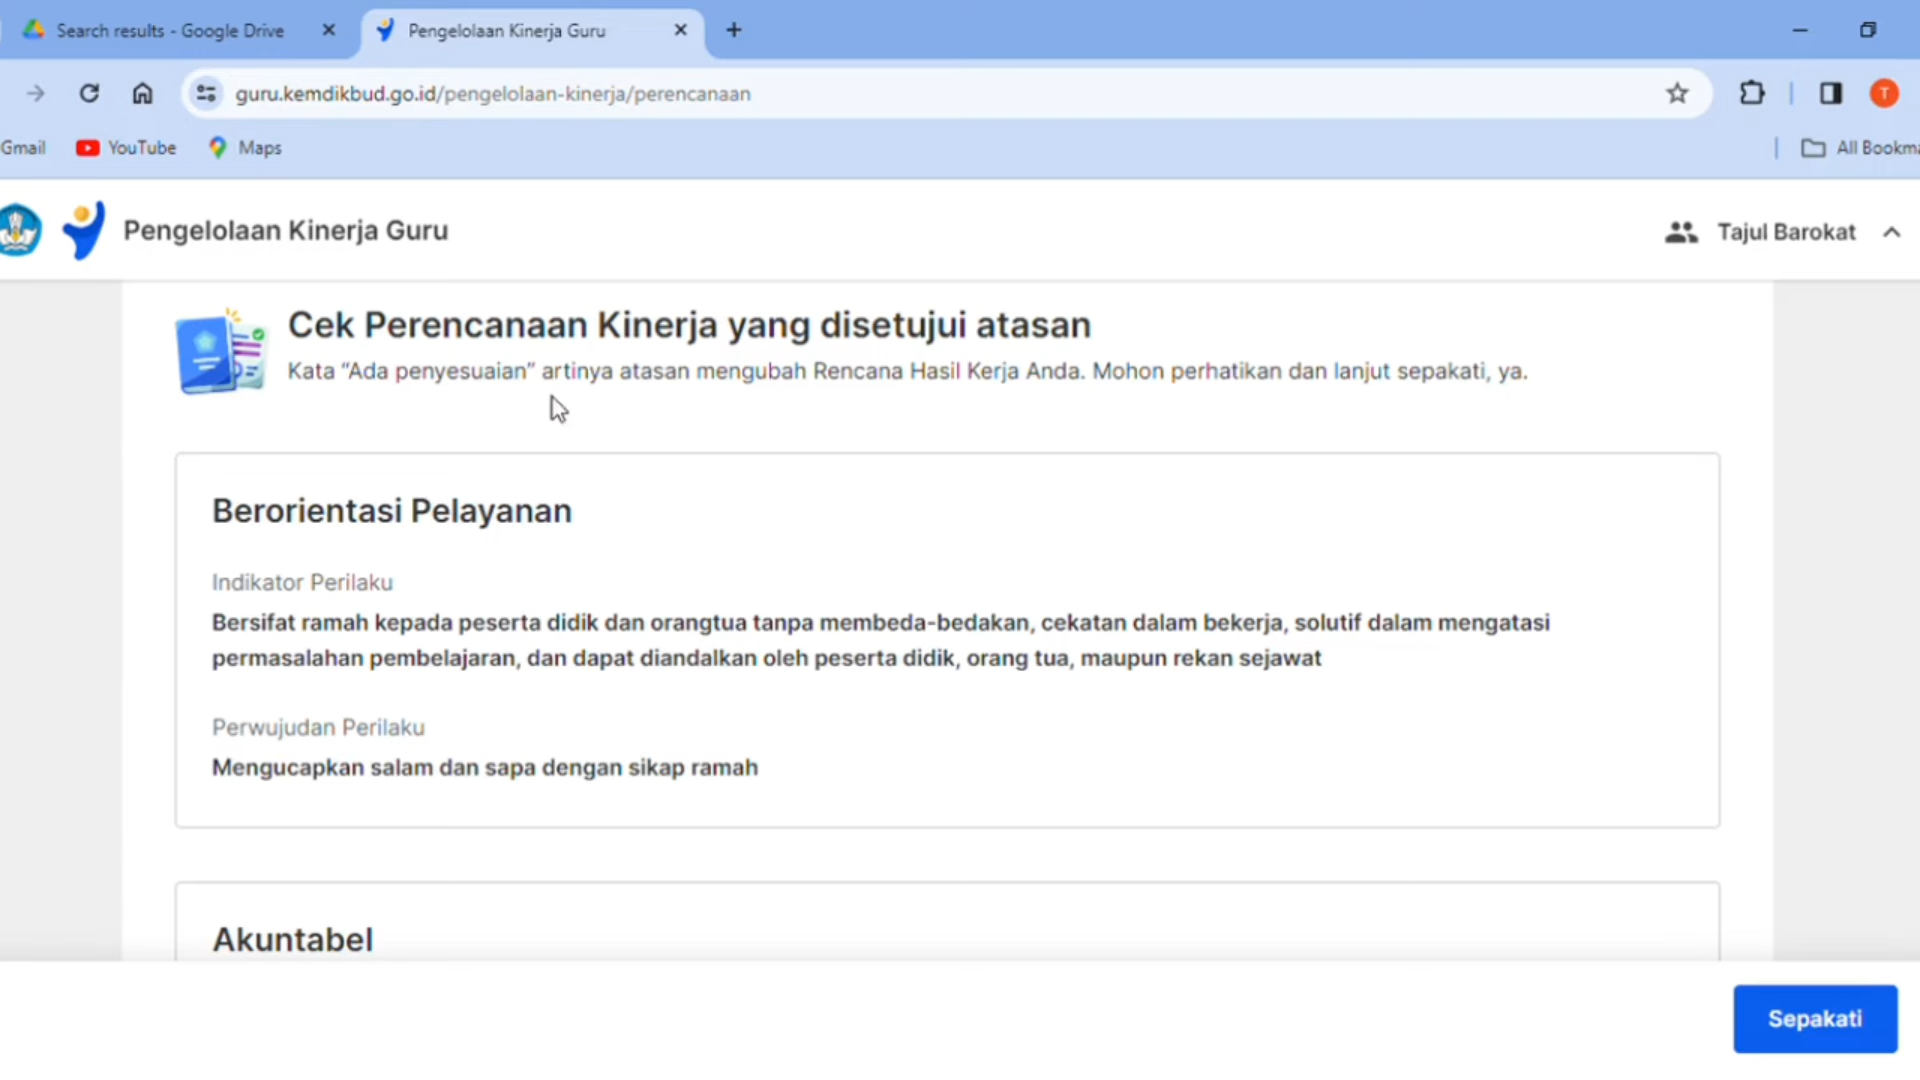 Search results - Google Drive
Pengelolaan Kinerja Guru
guru.kemdikbud.go.id/pengelolaan-kinerja/perencanaan
T
Gmail
YouTube
Maps
All Bookma
Pengelolaan Kinerja Guru
Tajul Barokat
Cek Perencanaan Kinerja yang disetujui atasan
Kata “Ada penyesuaian” artinya atasan mengubah Rencana Hasil Kerja Anda. Mohon perhatikan dan lanjut sepakati, ya.
Berorientasi Pelayanan
Indikator Perilaku
Bersifat ramah kepada peserta didik dan orangtua tanpa membeda-bedakan, cekatan dalam bekerja, solutif dalam mengatasi
permasalahan pembelajaran, dan dapat diandalkan oleh peserta didik, orang tua, maupun rekan sejawat
Perwujudan Perilaku
Mengucapkan salam dan sapa dengan sikap ramah
Akuntabel
Sepakati